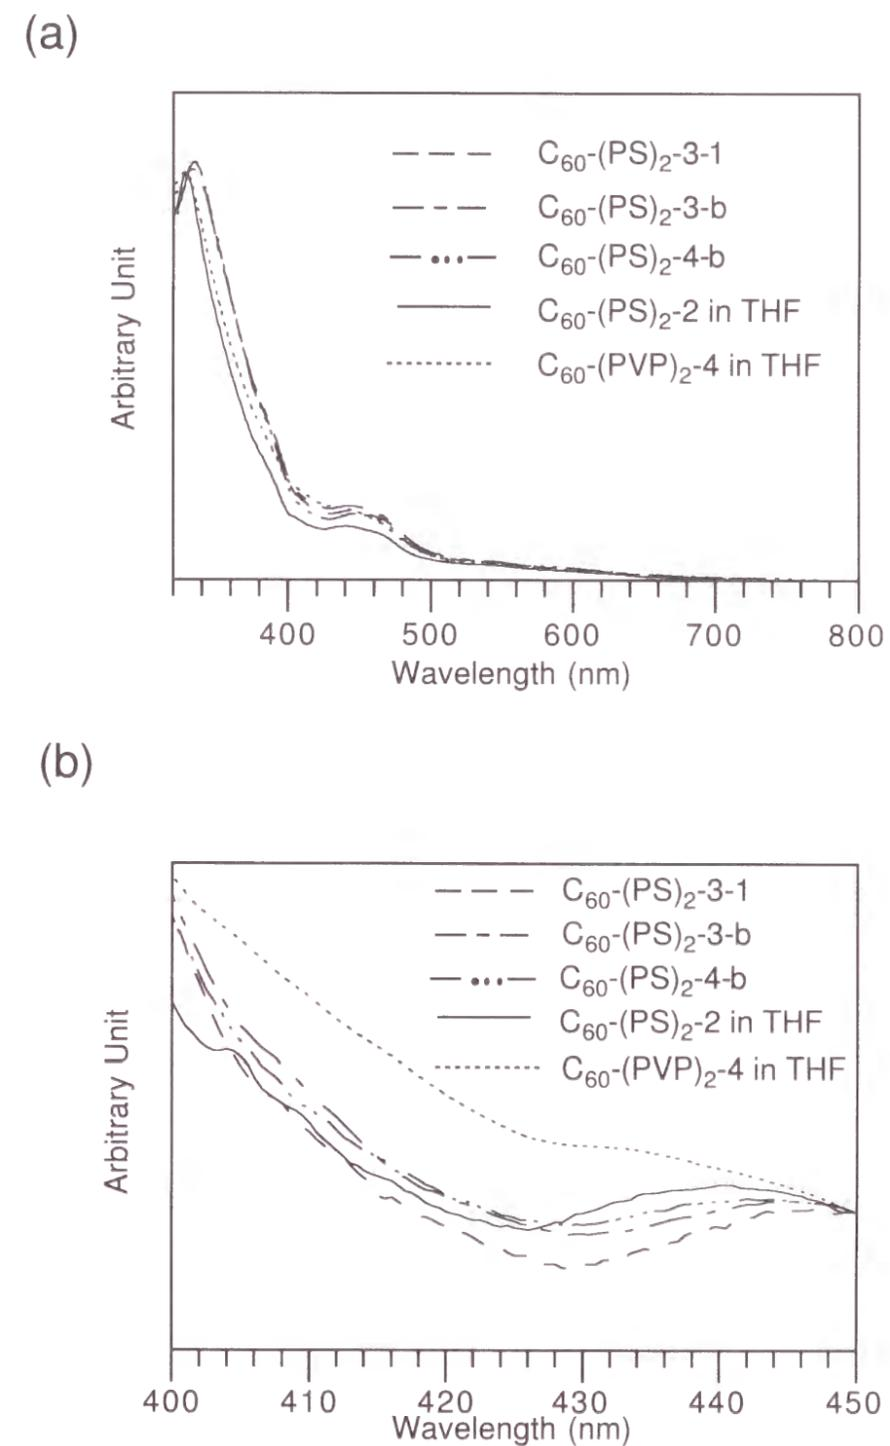 (a)
C60-(PS)2-3-1
C60-(PS)2-3-b
C60-(PS)2-4-b
C60-(PS)2-2 in THF
C60-(PVP)2-4 in THF
Arbitrary Unit
400 500 600 700 800
Wavelength (nm)
(b)
C60-(PS)2-3-1
C60-(PS)2-3-b
C60-(PS)2-4-b
C60-(PS)2-2 in THF
C60-(PVP)2-4 in THF
Arbitrary Unit
400 410 420 430 440 450
Wavelength (nm)